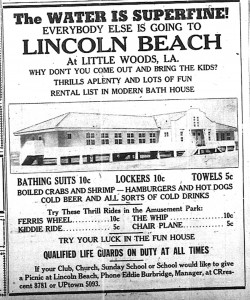 The WATER IS SUPERFINE!
EVERYBODY ELSE IS GOING TO
LINCOLN BEACH
At LITTLE WOODS, LA.
WHY DON'T YOU COME OUT AND BRING THE KIDS?
THRILLS APLENTY AND LOTS OF FUN
RENTAL LIST IN MODERN BATH HOUSE
BATHING SUITS 10c LOCKERS 10c TOWELS 5c
BOILED CRABS AND SHRIMP — HAMBURGERS AND HOT DOGS
COLD BEER AND ALL SORTS OF COLD DRINKS
Try These Thrill Rides in the Amusement Park:
FERRIS WHEEL 10c THE WHIP 10c
KIDDIE RIDE 5c CHAIR PLANE 5c
TRY YOUR LUCK IN THE FUN HOUSE
QUALIFIED LIFE GUARDS ON DUTY AT ALL TIMES
If your Club, Church, Sunday School or School would like to give
a Picnic at Lincoln Beach, Phone Eddie Burbridge, Manager, at CRes-
cent 8781 or UPtown 5093.